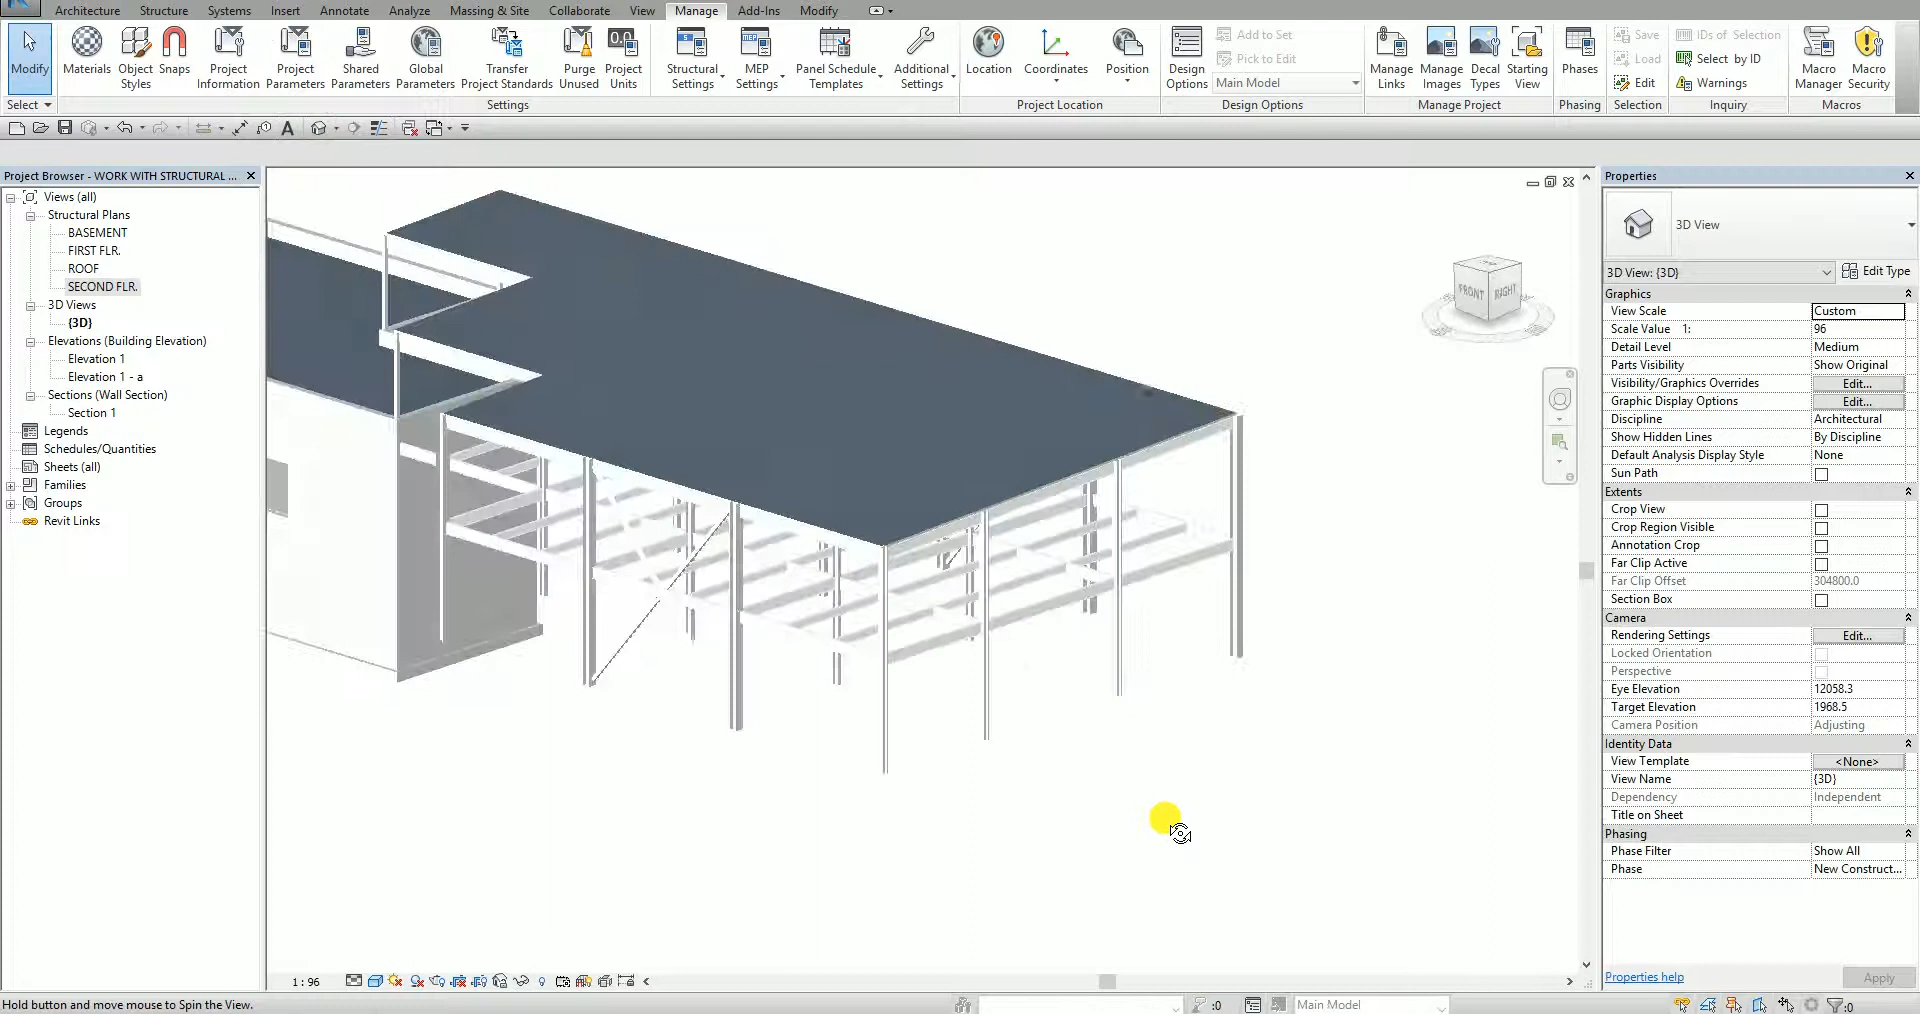 Architecture Structure Systems Insert Annotate Analyze Massing & Site Collaborate View Manage Add-Ins Modify
Modify
Materials
Object Styles
Snaps
Project Information
Project Parameters
Shared Parameters
Global Parameters
Transfer Project Standards
Purge Unused
Project Units
Structural Settings
MEP Settings
Panel Schedule Templates
Additional Settings
Location
Coordinates
Position
Design Options
Add to Set
Pick to Edit
Main Model
Manage Links
Manage Images
Decal Types
Starting View
Phases
Save
Load
Edit
IDs of Selection
Select by ID
Warnings
Macro Manager
Macro Security
Select
Settings
Project Location
Design Options
Manage Project
Phasing
Selection
Inquiry
Macros
Project Browser - WORK WITH STRUCTURAL ...
Views (all)
Structural Plans
BASEMENT
FIRST FLR.
ROOF
SECOND FLR.
3D Views
{3D}
Elevations (Building Elevation)
Elevation 1
Elevation 1 - a
Sections (Wall Section)
Section 1
Legends
Schedules/Quantities
Sheets (all)
Families
Groups
Revit Links
FRONT
RIGHT
Properties
3D View
3D View: {3D}
Edit Type
Graphics
View Scale Custom
Scale Value 1: 96
Detail Level Medium
Parts Visibility Show Original
Visibility/Graphics Overrides Edit...
Graphic Display Options Edit...
Discipline Architectural
Show Hidden Lines By Discipline
Default Analysis Display Style None
Sun Path
Extents
Crop View
Crop Region Visible
Annotation Crop
Far Clip Active
Far Clip Offset 304800.0
Section Box
Camera
Rendering Settings Edit...
Locked Orientation
Perspective
Eye Elevation 12058.3
Target Elevation 1968.5
Camera Position Adjusting
Identity Data
View Template <None>
View Name {3D}
Dependency Independent
Title on Sheet
Phasing
Phase Filter Show All
Phase New Construct...
Properties help
Apply
1 : 96
Hold button and move mouse to Spin the View.
:0
Main Model
:0